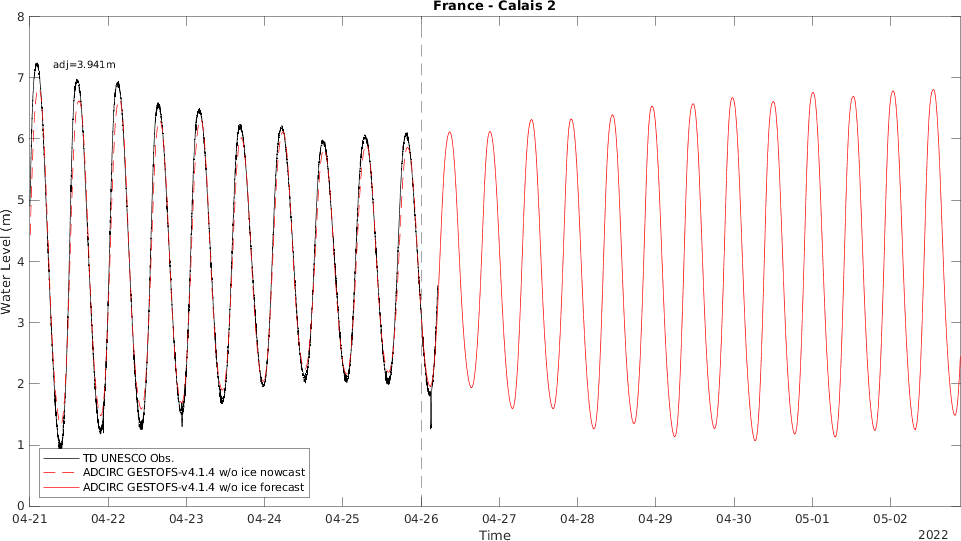 France - Calais 2
8
adj=3.941m
7
6
5
4
3
2
1
0
Water Level (m)
TD UNESCO Obs.
ADCIRC GESTOFS-v4.1.4 w/o ice nowcast
ADCIRC GESTOFS-v4.1.4 w/o ice forecast
04-21 04-22 04-23 04-24 04-25 04-26 04-27 04-28 04-29 04-30 05-01 05-02
Time
2022